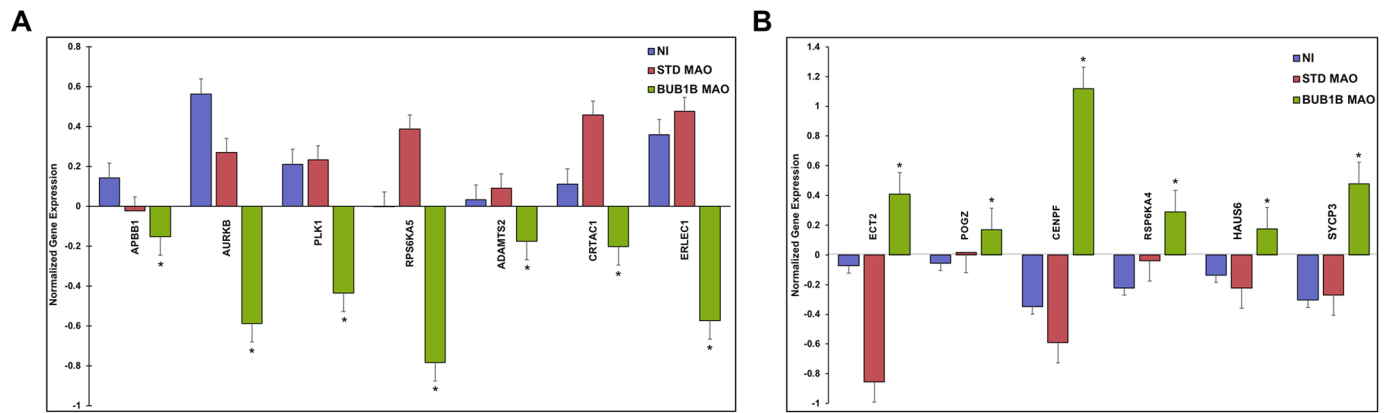 A
B
NI
STD MAO
BUB1B MAO
Normalized Gene Expression
0.8
0.6
0.4
0.2
0
-0.2
-0.4
-0.6
-0.8
-1
APBB1
AURKB
PLK1
RPS6KA5
ADAMTS2
CRTAC1
ERLEC1
*
*
*
*
*
*
*
NI
STD MAO
BUB1B MAO
Normalized Gene Expression
1.4
1.2
1
0.8
0.6
0.4
0.2
0
-0.2
-0.4
-0.6
-0.8
-1
ECT2
POGZ
CENPF
RSP6KA4
HAUS6
SYCP3
*
*
*
*
*
*